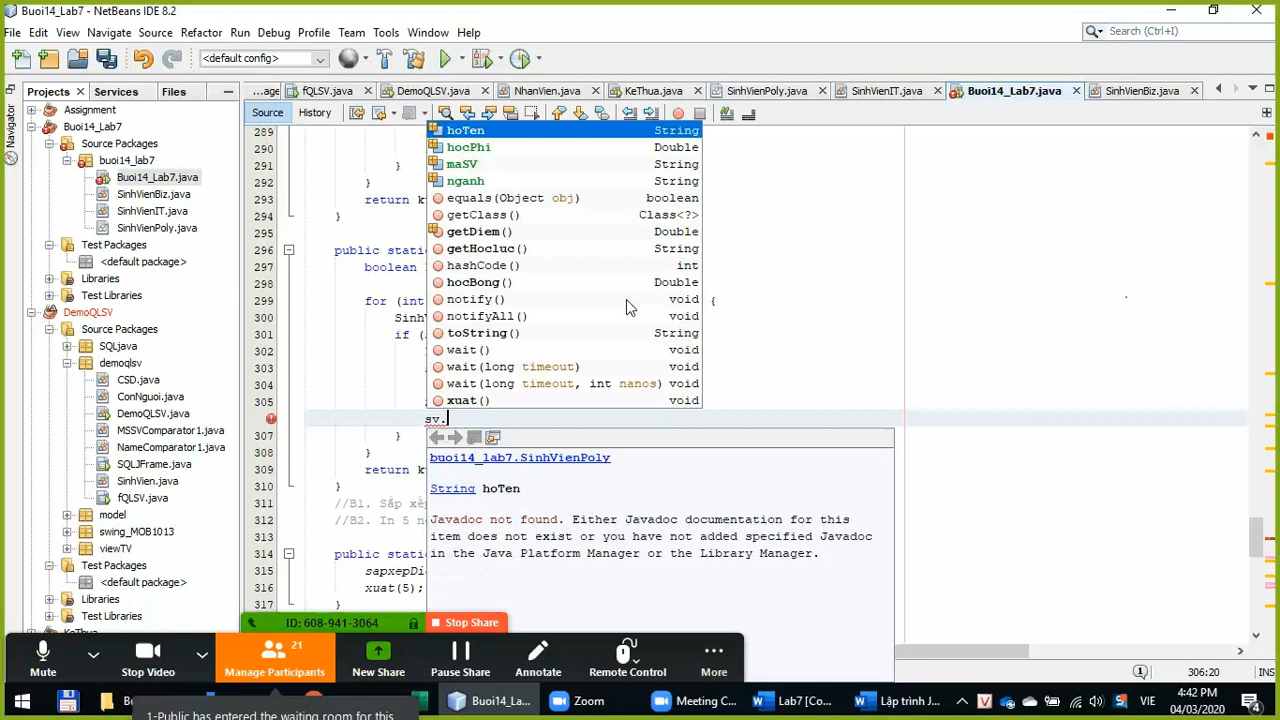 Buoi14_Lab7 - NetBeans IDE 8.2
File Edit View Navigate Source Refactor Run Debug Profile Team Tools Window Help
Search (Ctrl+I)
<default config>
Projects Services Files
...age fQLSV.java DemoQLSV.java NhanVien.java KeThua.java SinhVienPoly.java SinhVienIT.java Buoi14_Lab7.java SinhVienBiz.java
Source History
Assignment
Buoi14_Lab7
Source Packages
buoi14_lab7
Buoi14_Lab7.java
SinhVienBiz.java
SinhVienIT.java
SinhVienPoly.java
Test Packages
<default package>
Libraries
Test Libraries
DemoQLSV
Source Packages
SQLjava
demoqlsv
CSD.java
ConNguoi.java
DemoQLSV.java
MSSVComparator1.java
NameComparator1.java
SQLJFrame.java
SinhVien.java
fQLSV.java
model
swing_MOB1013
viewTV
Test Packages
<default package>
Libraries
Test Libraries
289
290
291 }
292 }
293 return k
294 }
295
296 public static
297 boolean
299 for (int {
300 Sinh
301 if (
302
303
304
305
sv.
307 }
308 }
309 return k
310 }
311 //B1. Sắp xế
312 //B2. In 5 n
314 public stati
315 sapxepDi
316 xuat(5);
317 }
hoTen String
hocPhi Double
maSV String
nganh String
equals(Object obj) boolean
getClass() Class<?>
getDiem() Double
getHocluc() String
hashCode() int
hocBong() Double
notify() void
notifyAll() void
toString() String
wait() void
wait(long timeout) void
wait(long timeout, int nanos) void
xuat() void
buoi14_lab7.SinhVienPoly
String hoTen
Javadoc not found. Either Javadoc documentation for this
item does not exist or you have not added specified Javadoc
in the Java Platform Manager or the Library Manager.
ID: 608-941-3064 Stop Share
21
Mute Stop Video Manage Participants New Share Pause Share Annotate Remote Control More
306:20 INS
1-Public has entered the waiting room for this
Buoi14_La... Zoom Meeting C... Lab7 [Co... Lập trình J...
VIE
4:42 PM
04/03/2020
4